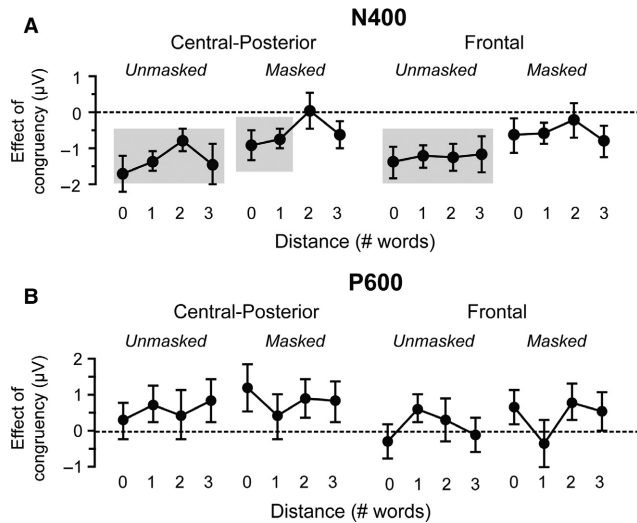 A
N400
Central-Posterior Frontal
Unmasked Masked Unmasked Masked
Effect of
congruency (μV)
1
0
−1
−2
0 1 2 3 0 1 2 3 0 1 2 3 0 1 2 3
Distance (# words)
B
P600
Central-Posterior Frontal
Unmasked Masked Unmasked Masked
Effect of
congruency (μV)
2
1
0
−1
0 1 2 3 0 1 2 3 0 1 2 3 0 1 2 3
Distance (# words)